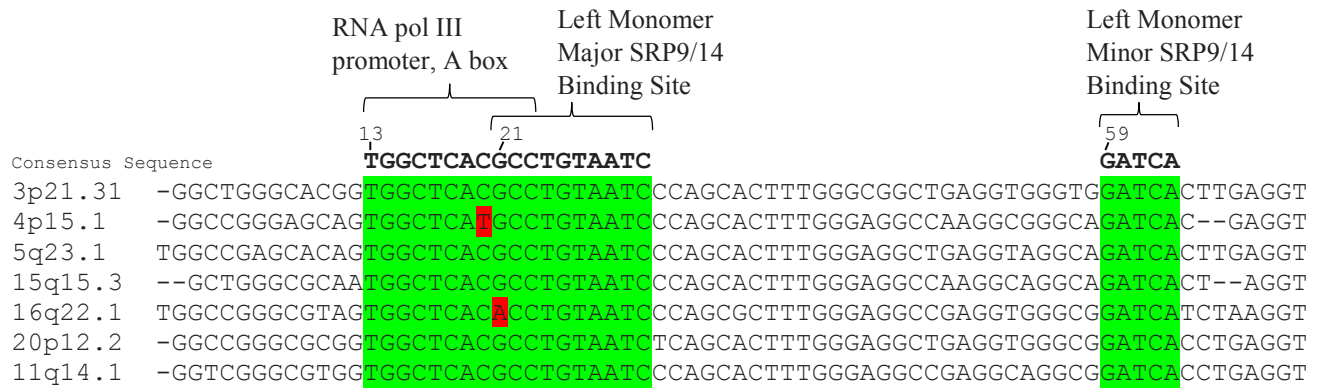 RNA pol III
promoter, A box
Left Monomer
Major SRP9/14
Binding Site
Left Monomer
Minor SRP9/14
Binding Site
13 21 59
Consensus Sequence TGGCTCACGCCTGTAATC GATCA
3p21.31 -GGCTGGGCACGGTGGCTCACGCCTGTAATCCCAGCACTTTGGGCGGCTGAGGTGGGTGGATCACTTGAGGT
4p15.1 -GGCCGGGAGCAGTGGCTCATGCCTGTAATCCCAGCACTTTGGGAGGCCAAGGCGGGCAGATCAC--GAGGT
5q23.1 TGGCCGAGCACAGTGGCTCACGCCTGTAATCCCAGCACTTTGGGAGGCTGAGGTAGGCAGATCACTTGAGGT
15q15.3 --GCTGGGCGCAATGGCTCACGCCTGTAATCCCAGCACTTTGGGAGGCCAAGGCAGGCAGATCACT--AGGT
16q22.1 TGGCCGGGCGTAGTGGCTCACACCTGTAATCCCAGCGCTTTGGGAGGCCGAGGTGGGCGGATCATCTAAGGT
20p12.2 -GGCCGGGCGCGGTGGCTCACGCCTGTAATCTCAGCACTTTGGGAGGCTGAGGTGGGCGGATCACCTGAGGT
11q14.1 -GGTCGGGCGTGGTGGCTCACGCCTGTAATCCCAGCACTTTGGGAGGCCGAGGCAGGCGGATCACCTGAGGT